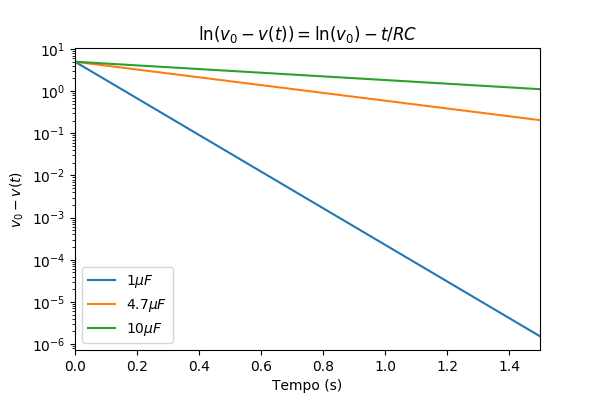 ln(v₀ − v(t)) = ln(v₀) − t/RC
10¹
10⁰
10⁻¹
10⁻²
10⁻³
10⁻⁴
10⁻⁵
10⁻⁶
v₀ − v(t)
1μF
4.7μF
10μF
0.0 0.2 0.4 0.6 0.8 1.0 1.2 1.4
Tempo (s)